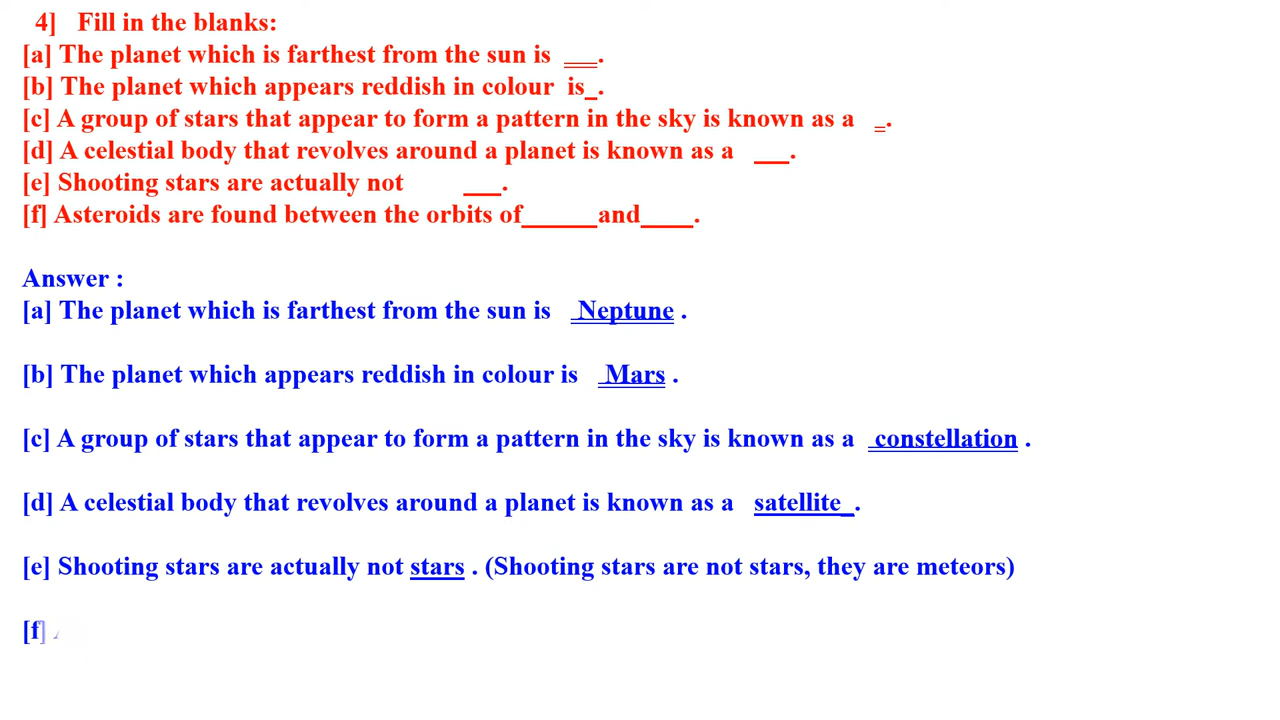 4] Fill in the blanks:
[a] The planet which is farthest from the sun is ___.
[b] The planet which appears reddish in colour is_.
[c] A group of stars that appear to form a pattern in the sky is known as a _.
[d] A celestial body that revolves around a planet is known as a ___.
[e] Shooting stars are actually not ___.
[f] Asteroids are found between the orbits of______and____.
Answer :
[a] The planet which is farthest from the sun is _Neptune .
[b] The planet which appears reddish in colour is _Mars .
[c] A group of stars that appear to form a pattern in the sky is known as a _constellation .
[d] A celestial body that revolves around a planet is known as a satellite_.
[e] Shooting stars are actually not stars . (Shooting stars are not stars, they are meteors)
[f]